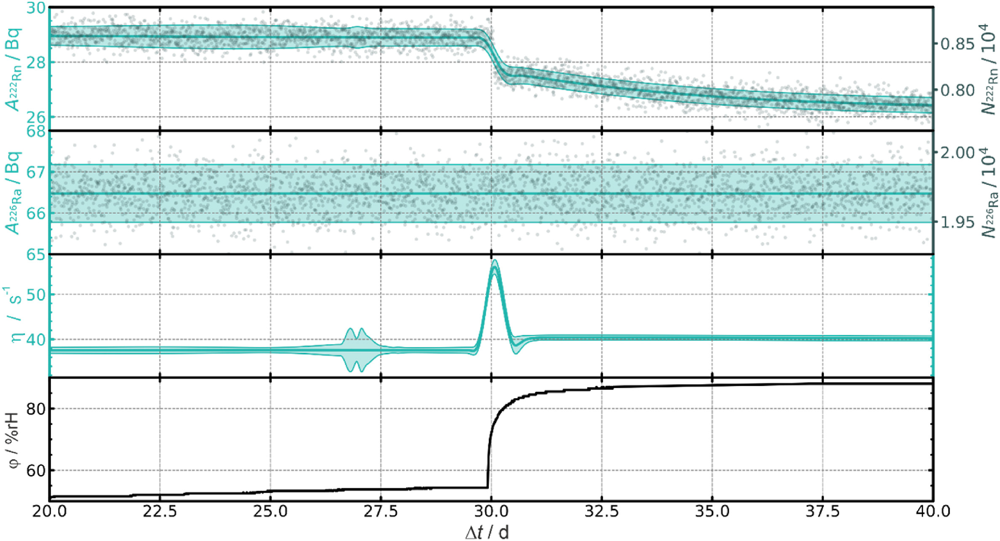 A222Rn / Bq
30
28
26
0.85
0.80
N222Rn / 10^4
A226Ra / Bq
68
67
66
65
2.00
1.95
N226Ra / 10^4
η / s^-1
50
40
φ / %rH
80
60
20.0 22.5 25.0 27.5 30.0 32.5 35.0 37.5 40.0
Δt / d